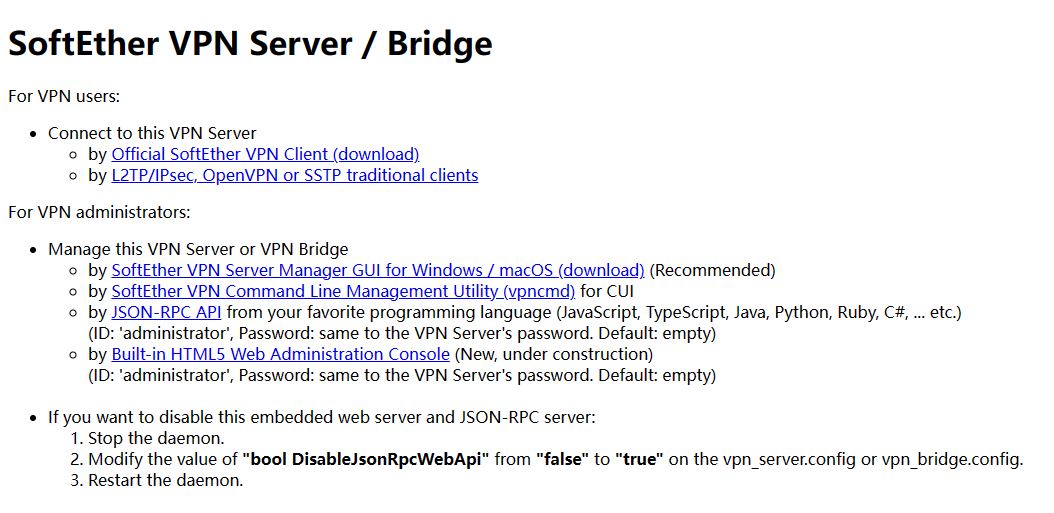 SoftEther VPN Server / Bridge
For VPN users:
• Connect to this VPN Server
◦ by Official SoftEther VPN Client (download)
◦ by L2TP/IPsec, OpenVPN or SSTP traditional clients
For VPN administrators:
• Manage this VPN Server or VPN Bridge
◦ by SoftEther VPN Server Manager GUI for Windows / macOS (download) (Recommended)
◦ by SoftEther VPN Command Line Management Utility (vpncmd) for CUI
◦ by JSON-RPC API from your favorite programming language (JavaScript, TypeScript, Java, Python, Ruby, C#, ... etc.)
(ID: 'administrator', Password: same to the VPN Server's password. Default: empty)
◦ by Built-in HTML5 Web Administration Console (New, under construction)
(ID: 'administrator', Password: same to the VPN Server's password. Default: empty)
• If you want to disable this embedded web server and JSON-RPC server:
1. Stop the daemon.
2. Modify the value of "bool DisableJsonRpcWebApi" from "false" to "true" on the vpn_server.config or vpn_bridge.config.
3. Restart the daemon.